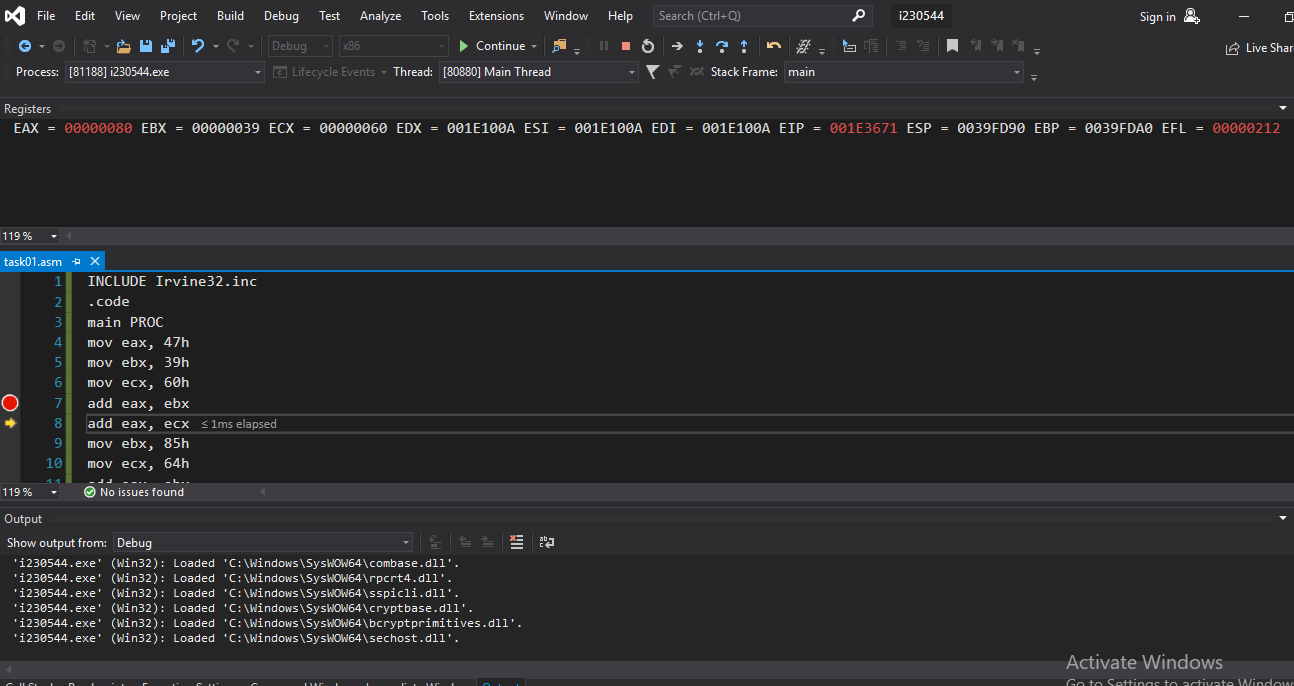 File Edit View Project Build Debug Test Analyze Tools Extensions Window Help Search (Ctrl+Q) i230544 Sign in
Debug x86 Continue Live Shar
Process: [81188] i230544.exe Lifecycle Events Thread: [80880] Main Thread Stack Frame: main
Registers
EAX = 00000080 EBX = 00000039 ECX = 00000060 EDX = 001E100A ESI = 001E100A EDI = 001E100A EIP = 001E3671 ESP = 0039FD90 EBP = 0039FDA0 EFL = 00000212
119 %
task01.asm
1 INCLUDE Irvine32.inc
2 .code
3 main PROC
4 mov eax, 47h
5 mov ebx, 39h
6 mov ecx, 60h
7 add eax, ebx
8 add eax, ecx ≤ 1ms elapsed
9 mov ebx, 85h
10 mov ecx, 64h
119 % No issues found
Output
Show output from: Debug
'i230544.exe' (Win32): Loaded 'C:\Windows\SysWOW64\combase.dll'.
'i230544.exe' (Win32): Loaded 'C:\Windows\SysWOW64\rpcrt4.dll'.
'i230544.exe' (Win32): Loaded 'C:\Windows\SysWOW64\sspicli.dll'.
'i230544.exe' (Win32): Loaded 'C:\Windows\SysWOW64\cryptbase.dll'.
'i230544.exe' (Win32): Loaded 'C:\Windows\SysWOW64\bcryptprimitives.dll'.
'i230544.exe' (Win32): Loaded 'C:\Windows\SysWOW64\sechost.dll'.
Activate Windows
Go to Settings to activate Window